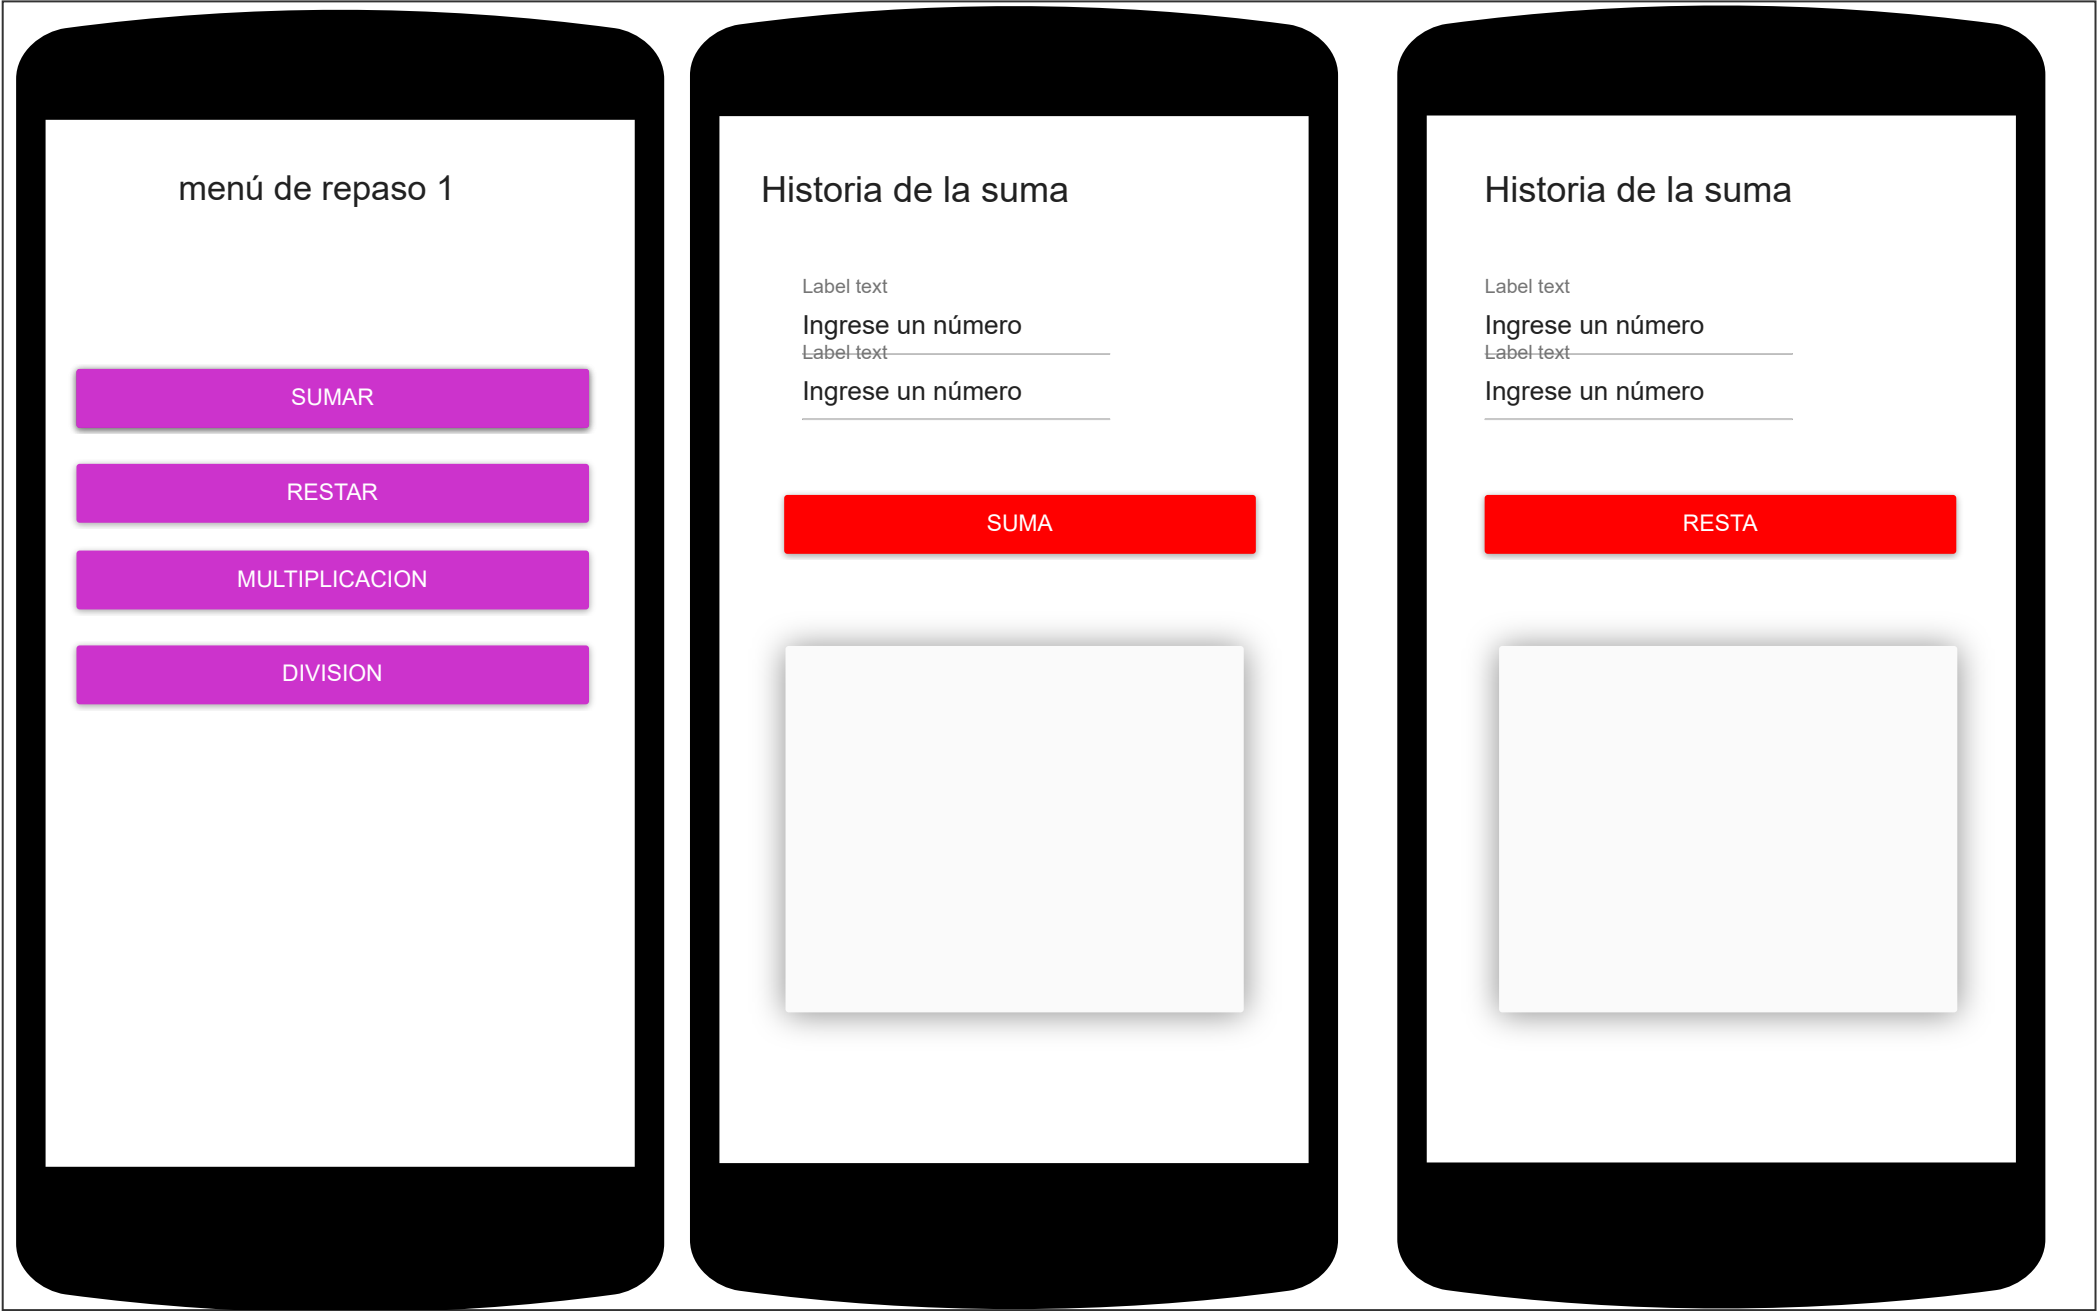 menú de repaso 1
SUMAR
RESTAR
MULTIPLICACION
DIVISION
Historia de la suma
Label text
Ingrese un número
Label text
Ingrese un número
SUMA
Historia de la suma
Label text
Ingrese un número
Label text
Ingrese un número
RESTA